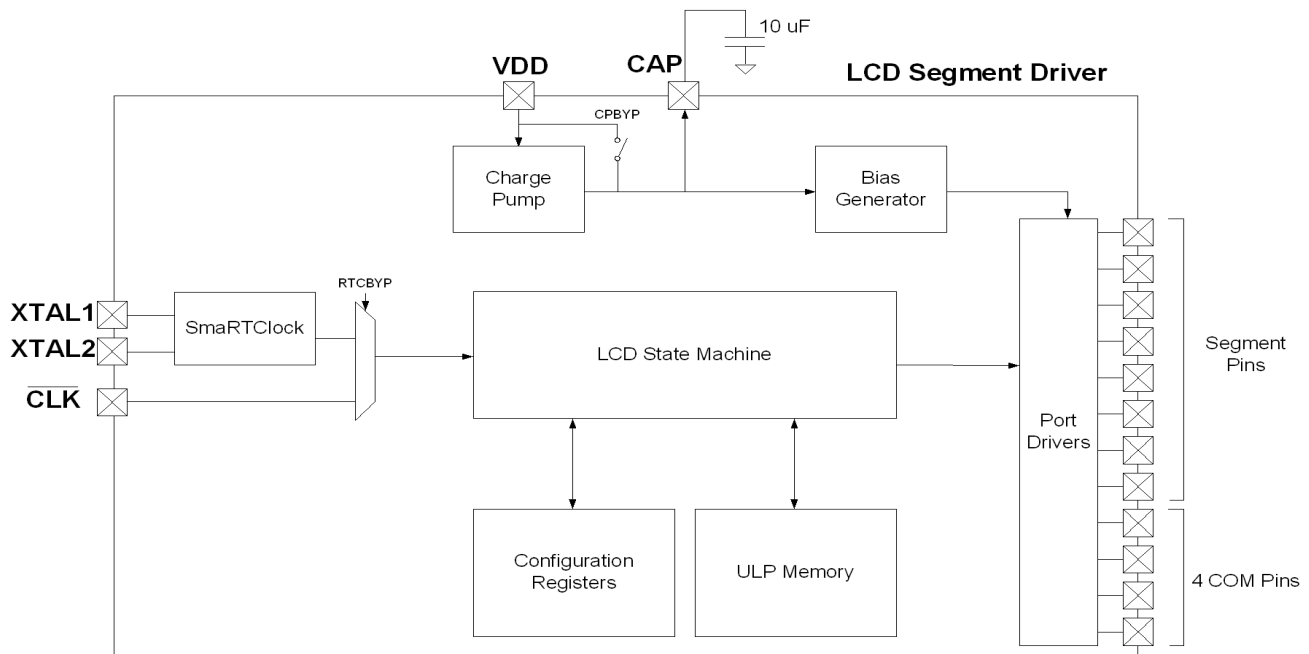 10 uF
VDD
CAP
LCD Segment Driver
CPBYP
Charge
Pump
Bias
Generator
XTAL1
XTAL2
CLK
SmaRTClock
RTCBYP
LCD State Machine
Port
Drivers
Segment
Pins
Configuration
Registers
ULP Memory
4 COM Pins